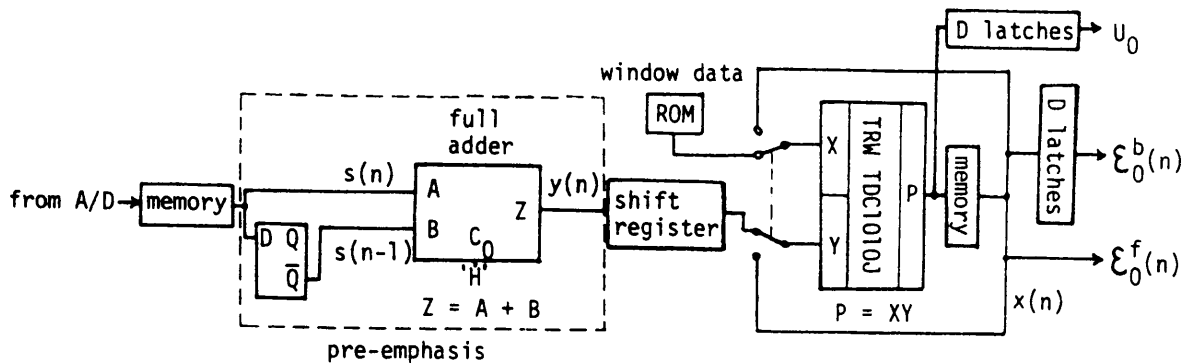 D latches
U₀
window data
full
adder
ROM
TRW TDC1010J
D latches
s(n)
y(n)
X
P
memory
ε₀ᵇ(n)
from A/D
memory
A
B
Z
shift
register
D Q
Q̅
s(n-1)
C₀
'H'
Y
ε₀ᶠ(n)
x(n)
Z = A + B
P = XY
pre-emphasis